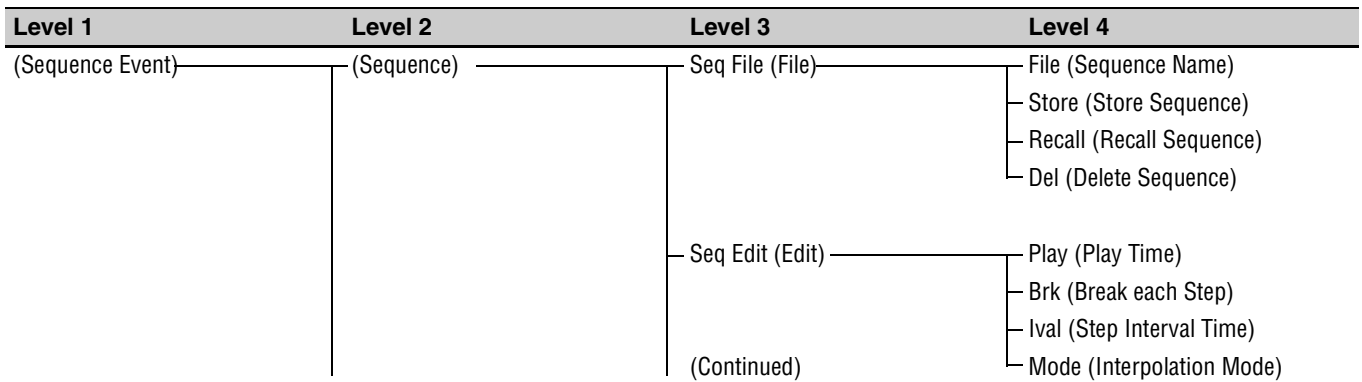 Level 1 Level 2 Level 3 Level 4
(Sequence Event) (Sequence) Seq File (File) File (Sequence Name)
Store (Store Sequence)
Recall (Recall Sequence)
Del (Delete Sequence)
Seq Edit (Edit) Play (Play Time)
Brk (Break each Step)
Ival (Step Interval Time)
(Continued) Mode (Interpolation Mode)